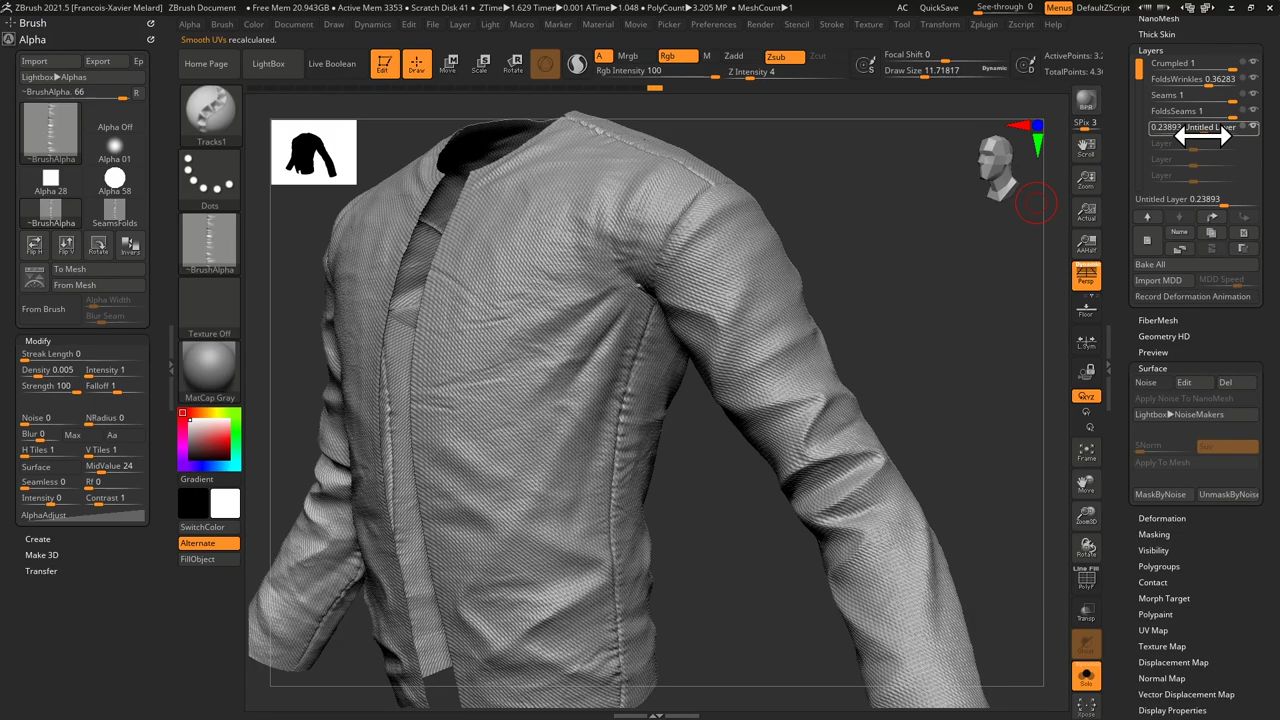 ZBrush 2021.5 [Francois-Xavier Melard]   ZBrush Document   • Free Mem 20.943GB • Active Mem 3353 • Scratch Disk 41 • ZTime▶1.629 Timer▶0.001 ATime▶1.048 • PolyCount▶3.205 MP • MeshCount▶1   AC   QuickSave   See-through 0   Menus   DefaultZScript
Brush
Alpha   Brush   Color   Document   Draw   Dynamics   Edit   File   Layer   Light   Macro   Marker   Material   Movie   Picker   Preferences   Render   Stencil   Stroke   Texture   Tool   Transform   Zplugin   Zscript   Help
Alpha
Smooth UVs recalculated.
Import   Export   Ep
Lightbox▶Alphas
~BrushAlpha. 66   R
Alpha Off
~BrushAlpha   Alpha 01
Alpha 28   Alpha 58
~BrushAlpha   SeamsFolds
Flip H   Flip V   Rotate   Invers
To Mesh
From Mesh
From Brush   Alpha Width
Blur Seam
Modify
Streak Length 0
Density 0.005   Intensity 1
Strength 100   Falloff 1
Noise 0   NRadius 0
Blur 0   Max   Aa
H Tiles 1   V Tiles 1
Surface   MidValue 24
Seamless 0   Rf 0
Intensity 0   Contrast 1
AlphaAdjust
Create
Make 3D
Transfer
Home Page   LightBox   Live Boolean   Edit   Draw   Move   Scale   Rotate
A   Mrgb   Rgb   M   Zadd   Zsub   Zcut
Rgb Intensity 100   Z Intensity 4
S   Focal Shift 0
Draw Size 11.71817   Dynamic   D
ActivePoints: 3.2
TotalPoints: 4.30
Tracks1
Dots
~BrushAlpha
Texture Off
MatCap Gray
Gradient
SwitchColor
Alternate
FillObject
BPR
SPix 3
Scroll
Zoom
Actual
AAHalf
Dynamic
Persp
Floor
L.Sym
XYZ
Frame
Move
Zoom3D
Rotate
Line Fill
PolyF
Transp
Ghost
Dynamic
Solo
Xpose
NanoMesh
Thick Skin
Layers
Crumpled 1
FoldsWrinkles 0.36283
Seams 1
FoldsSeams 1
0.23893 Untitled Layer
Layer
Layer
Layer
Untitled Layer 0.23893
Name
Bake All
Import MDD   MDD Speed
Record Deformation Animation
FiberMesh
Geometry HD
Preview
Surface
Noise   Edit   Del
Apply Noise To NanoMesh
Lightbox▶NoiseMakers
SNorm   Suv
Apply To Mesh
MaskByNoise   UnmaskByNoise
Deformation
Masking
Visibility
Polygroups
Contact
Morph Target
Polypaint
UV Map
Texture Map
Displacement Map
Normal Map
Vector Displacement Map
Display Properties